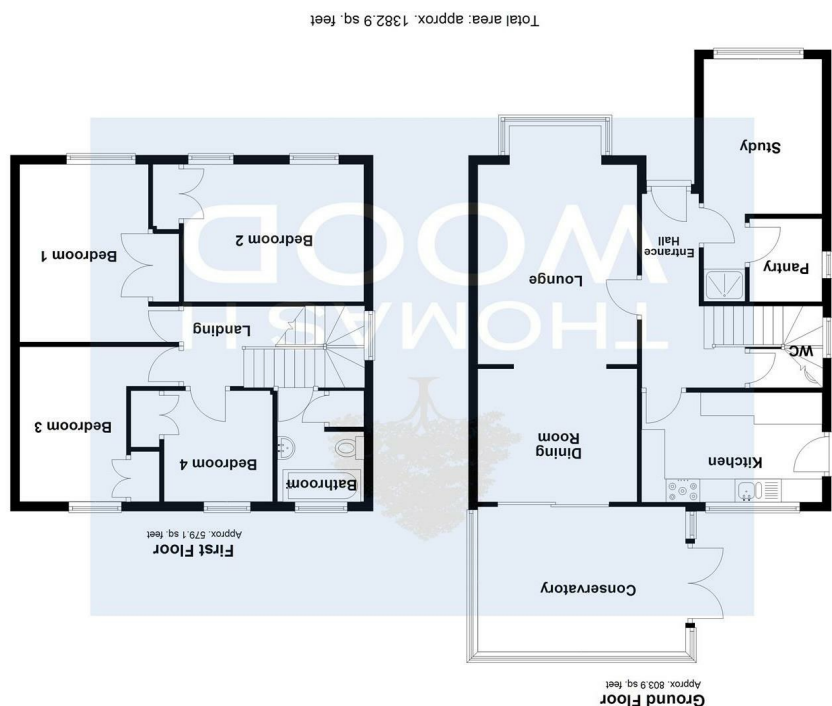 Ground Floor
Approx. 803.9 sq. feet
Conservatory
Kitchen
Dining
Room
WC
Lounge
Pantry
Entrance
Hall
Study
First Floor
Approx. 579.1 sq. feet
Bathroom
Bedroom 4
Bedroom 3
Landing
Bedroom 2
Bedroom 1
THOMAS H
WOOD
Total area: approx. 1382.9 sq. feet